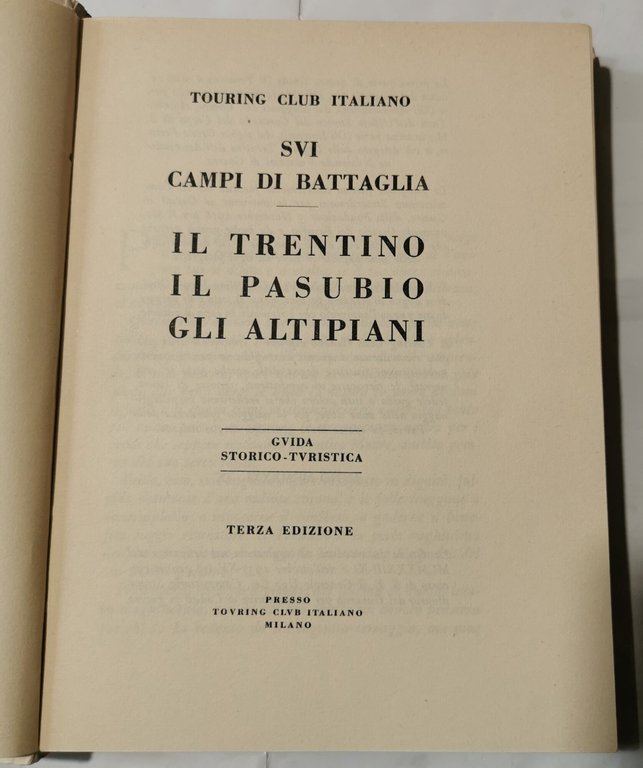 TOURING CLUB ITALIANO
SVI
CAMPI DI BATTAGLIA
IL TRENTINO
IL PASUBIO
GLI ALTIPIANI
GVIDA
STORICO-TVRISTICA
TERZA EDIZIONE
PRESSO
TOVRING CLVB ITALIANO
MILANO